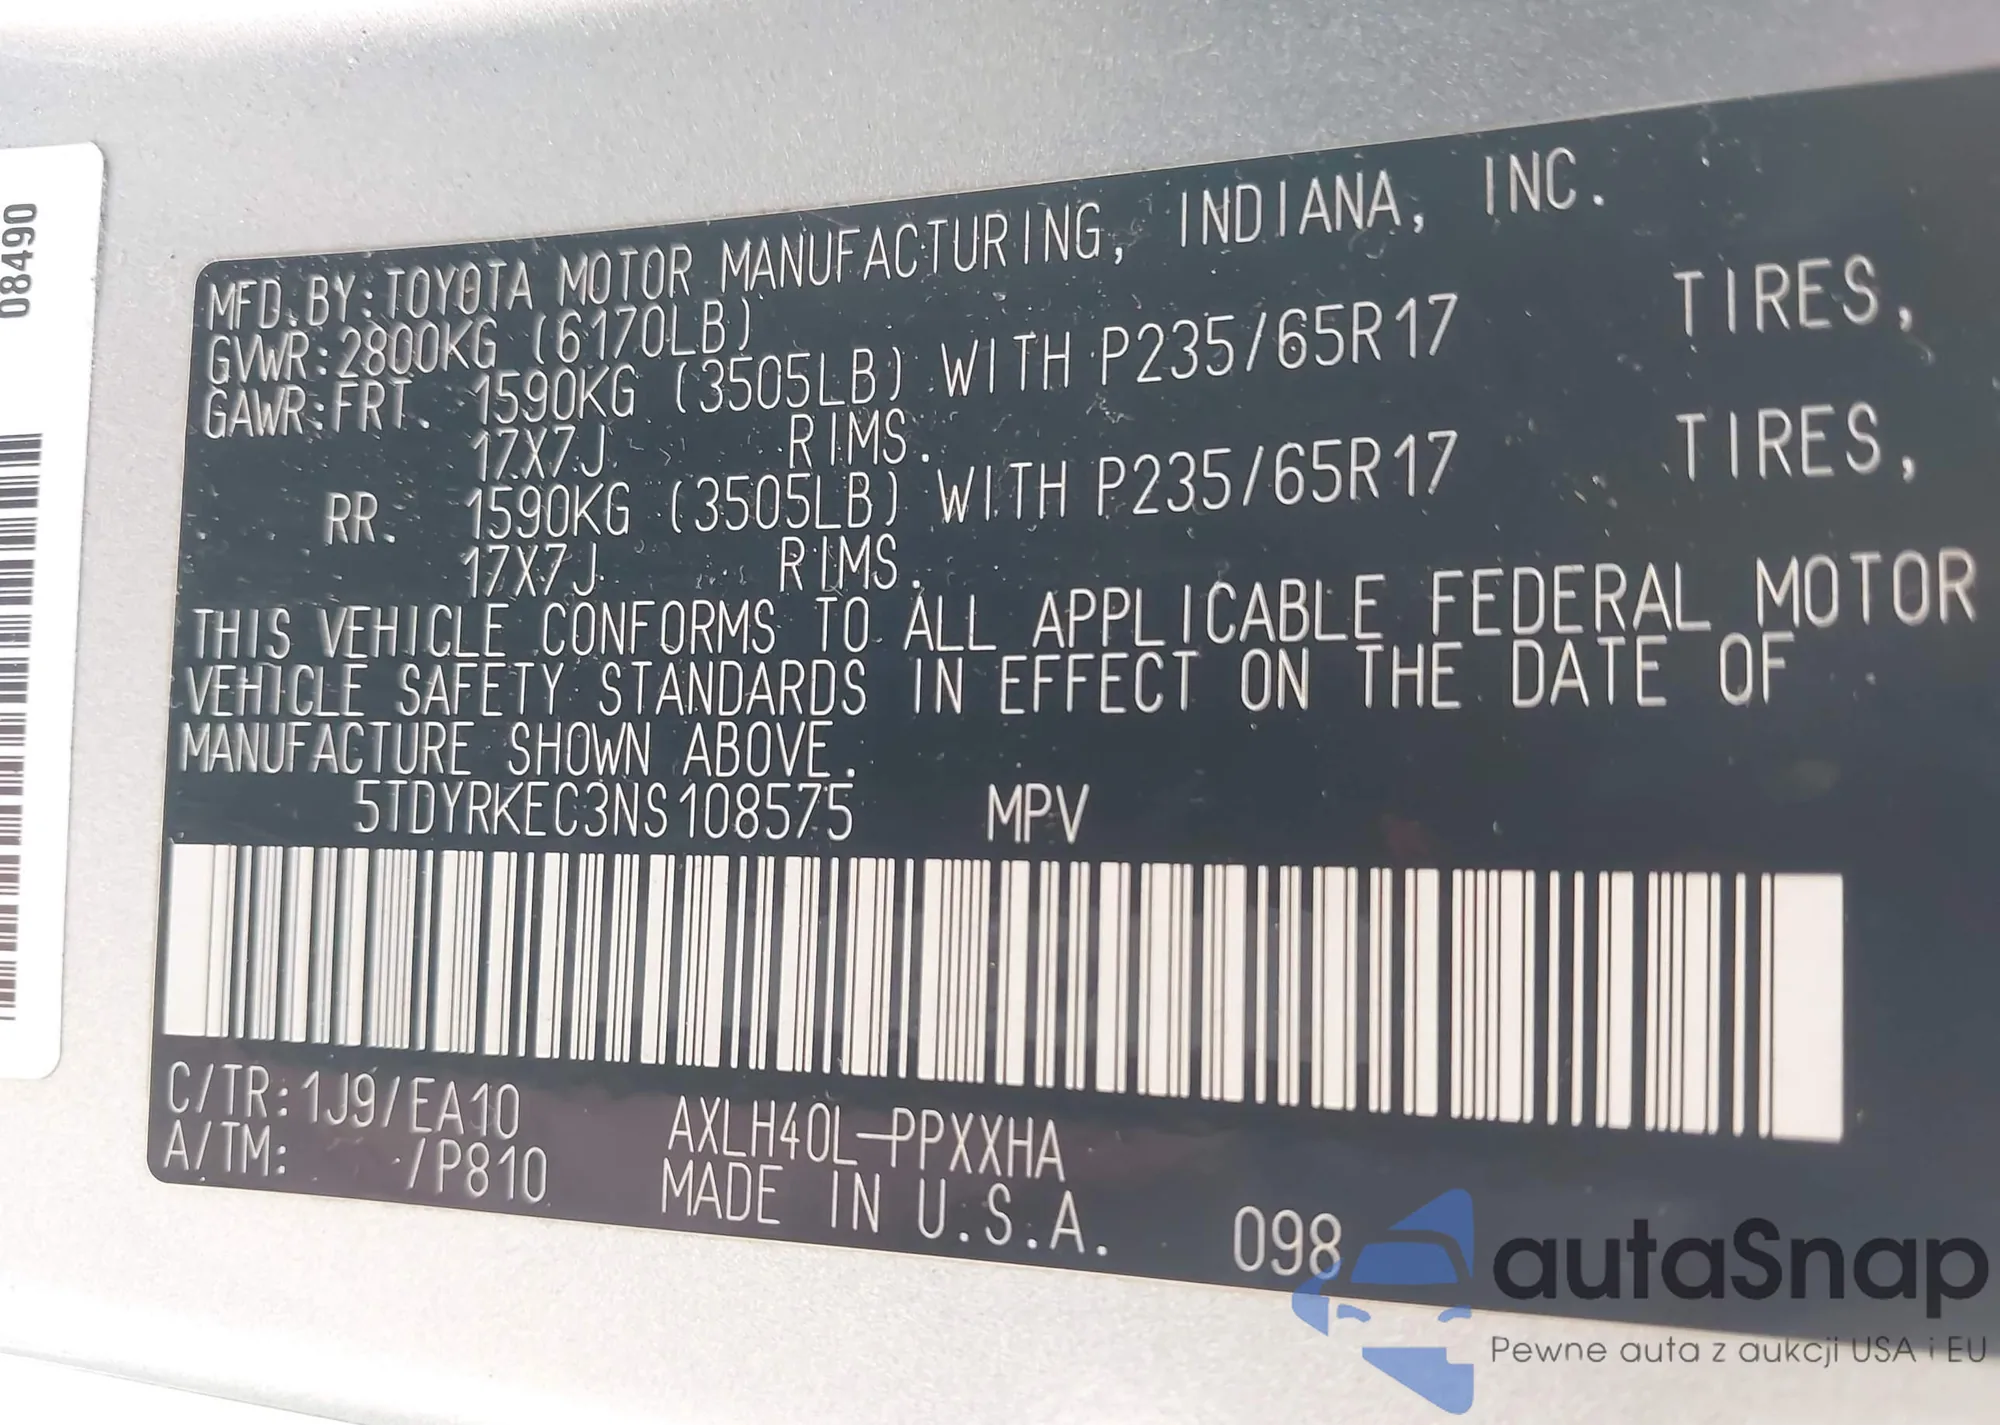 MFD.BY:TOYOTA MOTOR MANUFACTURING, INDIANA, INC.
GVWR:2800KG (6170LB)
GAWR:FRT. 1590KG (3505LB) WITH P235/65R17 TIRES,
17X7J RIMS.
RR. 1590KG (3505LB) WITH P235/65R17 TIRES,
17X7J RIMS.
THIS VEHICLE CONFORMS TO ALL APPLICABLE FEDERAL MOTOR
VEHICLE SAFETY STANDARDS IN EFFECT ON THE DATE OF
MANUFACTURE SHOWN ABOVE.
5TDYRKEC3NS108575 MPV
C/TR:1J9/EA10 AXLH40L-PPXXHA
A/TM: /P810 MADE IN U.S.A. 098
08490
autaSnap
Pewne auta z aukcji USA i EU